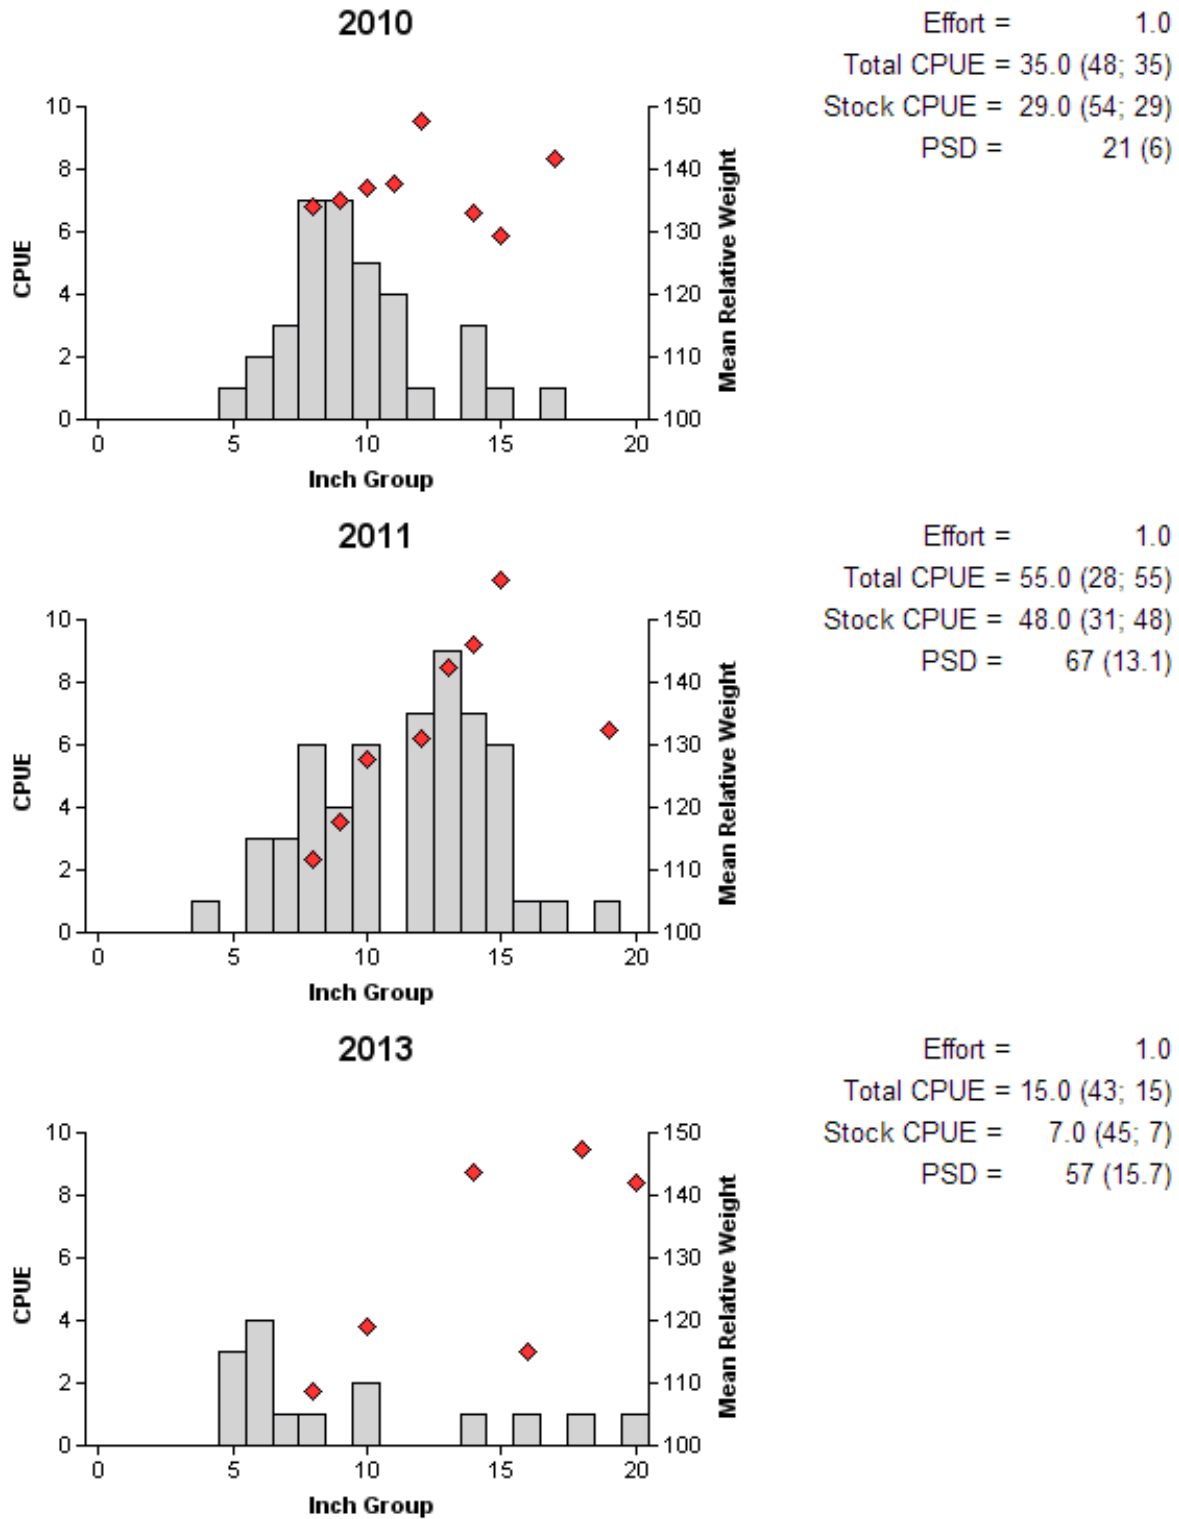 2010
Effort = 1.0
Total CPUE = 35.0 (48; 35)
Stock CPUE = 29.0 (54; 29)
PSD = 21 (6)
10
8
6
4
2
0
CPUE
150
140
130
120
110
100
Mean Relative Weight
0 5 10 15 20
Inch Group
2011
Effort = 1.0
Total CPUE = 55.0 (28; 55)
Stock CPUE = 48.0 (31; 48)
PSD = 67 (13.1)
10
8
6
4
2
0
CPUE
150
140
130
120
110
100
Mean Relative Weight
0 5 10 15 20
Inch Group
2013
Effort = 1.0
Total CPUE = 15.0 (43; 15)
Stock CPUE = 7.0 (45; 7)
PSD = 57 (15.7)
10
8
6
4
2
0
CPUE
150
140
130
120
110
100
Mean Relative Weight
0 5 10 15 20
Inch Group